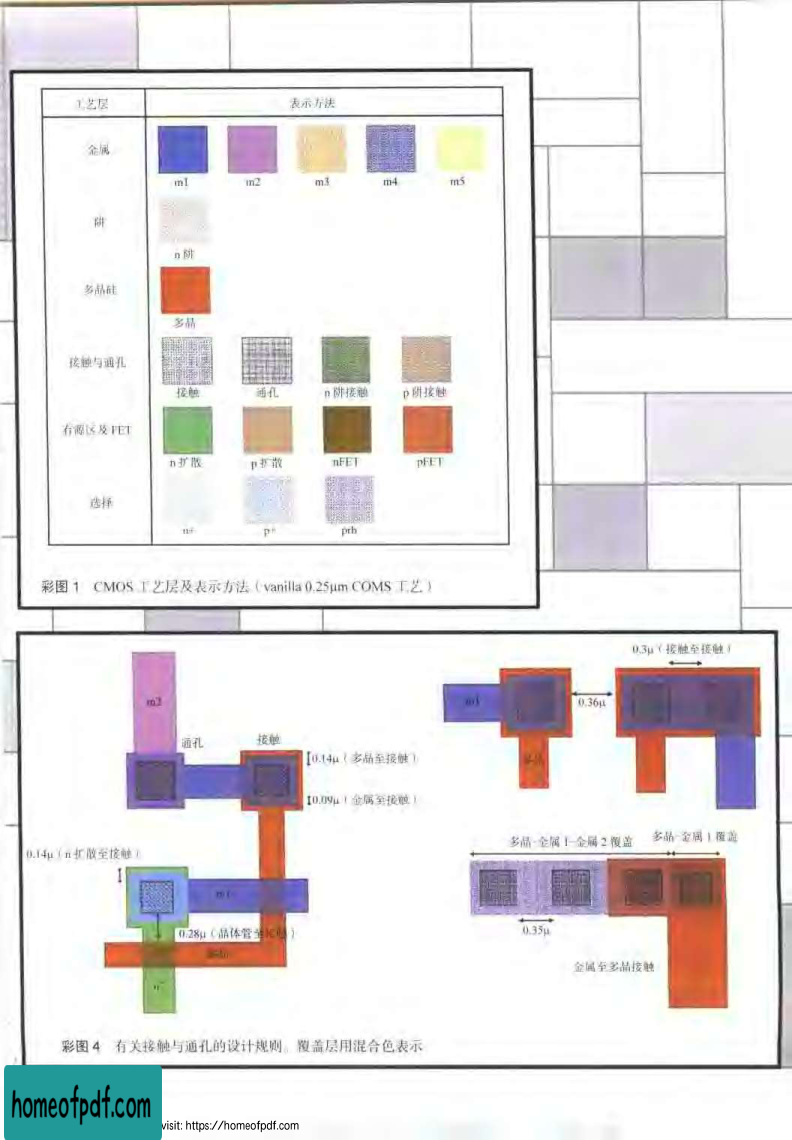 工艺层 表示方法
金属
m1 m2 m3 m4 m5
阱
n 阱
多晶硅
多晶
接触与通孔
接触 通孔 n 阱接触 p 阱接触
有源区及 FET
n 扩散 p 扩散 nFET pFET
选择
n+ p+ prb
彩图 1 CMOS 工艺层及表示方法（vanilla 0.25μm COMS 工艺）
0.3μ（接触至接触）
m2
m1
0.36μ
通孔
接触
0.14μ（多晶至接触）
多晶
0.09μ（金属至接触）
多晶-金属 1-金属 2 覆盖
多晶-金属 1 覆盖
0.14μ（n 扩散至接触）
m1
0.35μ
0.28μ（晶体管至接触）
多晶
金属至多晶接触
彩图 4 有关接触与通孔的设计规则。覆盖层用混合色表示
homeofpdf.com
visit: https://homeofpdf.com